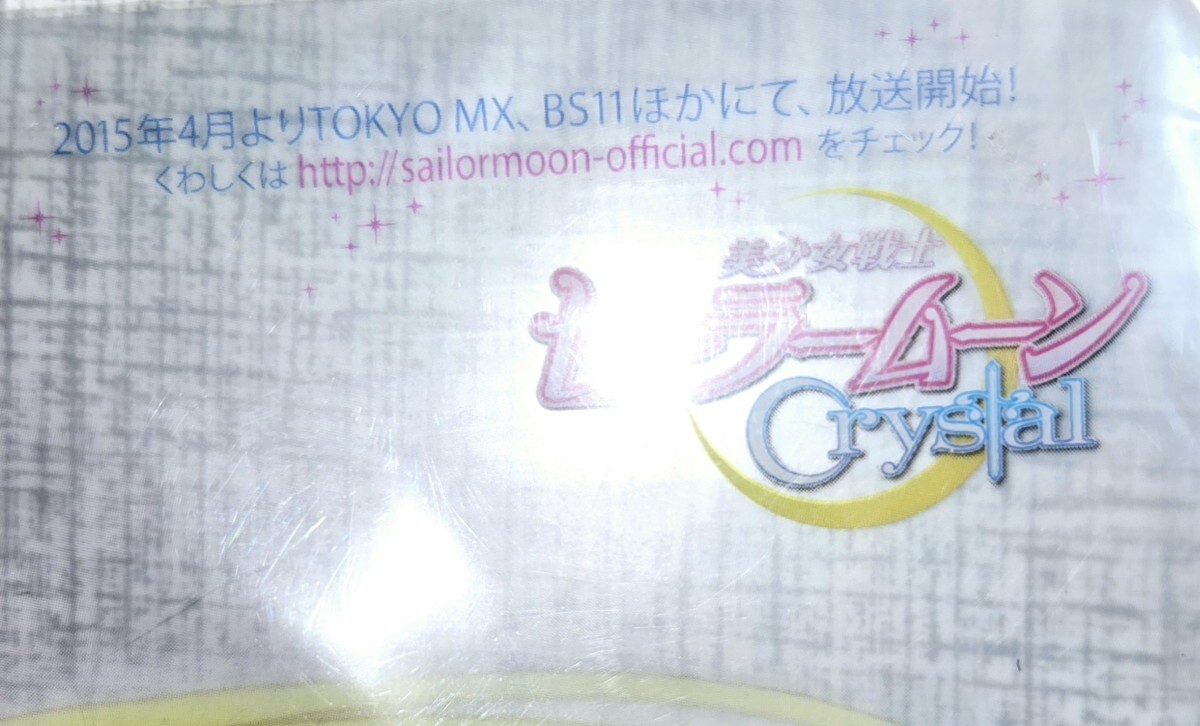 2015年4月よりTOKYO MX、BS11ほかにて、放送開始!
くわしくは http://sailormoon-official.com をチェック!
美少女戦士
セーラームーン
Crystal